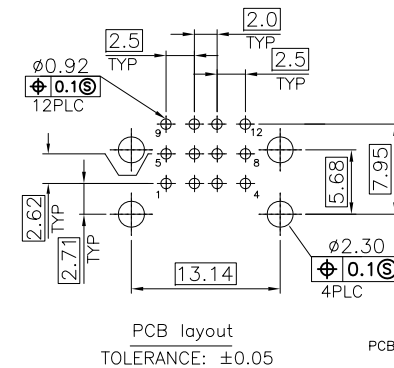 2.0
2.5
TYP
2.5
TYP
ø0.92
⌖ 0.1Ⓢ
12PLC
9
12
5
8
1
4
2.62
TYP
2.71
TYP
5.68
7.95
13.14
ø2.30
⌖ 0.1Ⓢ
4PLC
PCB layout
TOLERANCE: ±0.05
PCB